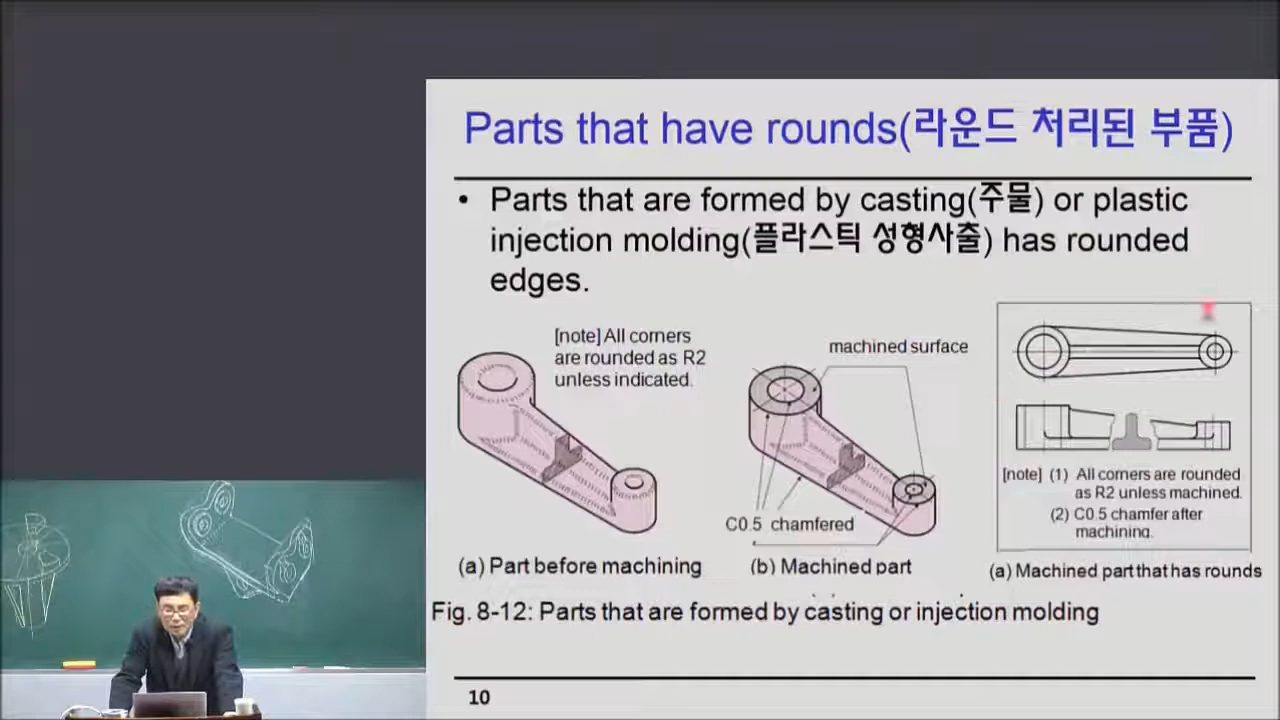 Parts that have rounds(라운드 처리된 부품)
• Parts that are formed by casting(주물) or plastic
injection molding(플라스틱 성형사출) has rounded
edges.
[note] All corners
are rounded as R2
unless indicated.
machined surface
C0.5 chamfered
[note] (1) All corners are rounded
as R2 unless machined.
(2) C0.5 chamfer after
machining.
(a) Part before machining
(b) Machined part
(a) Machined part that has rounds
Fig. 8-12: Parts that are formed by casting or injection molding
10